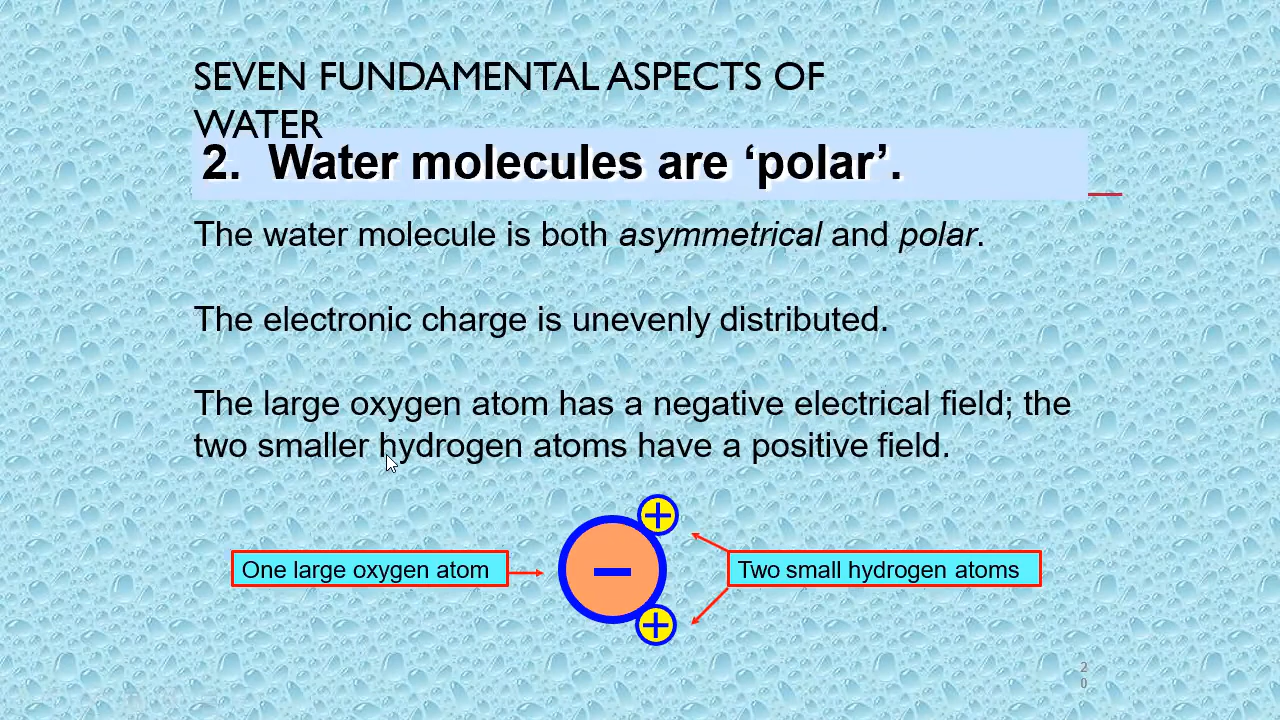 SEVEN FUNDAMENTAL ASPECTS OF
WATER
2. Water molecules are ‘polar’.
The water molecule is both asymmetrical and polar.
The electronic charge is unevenly distributed.
The large oxygen atom has a negative electrical field; the
two smaller hydrogen atoms have a positive field.
+
One large oxygen atom
−
Two small hydrogen atoms
+
2
0